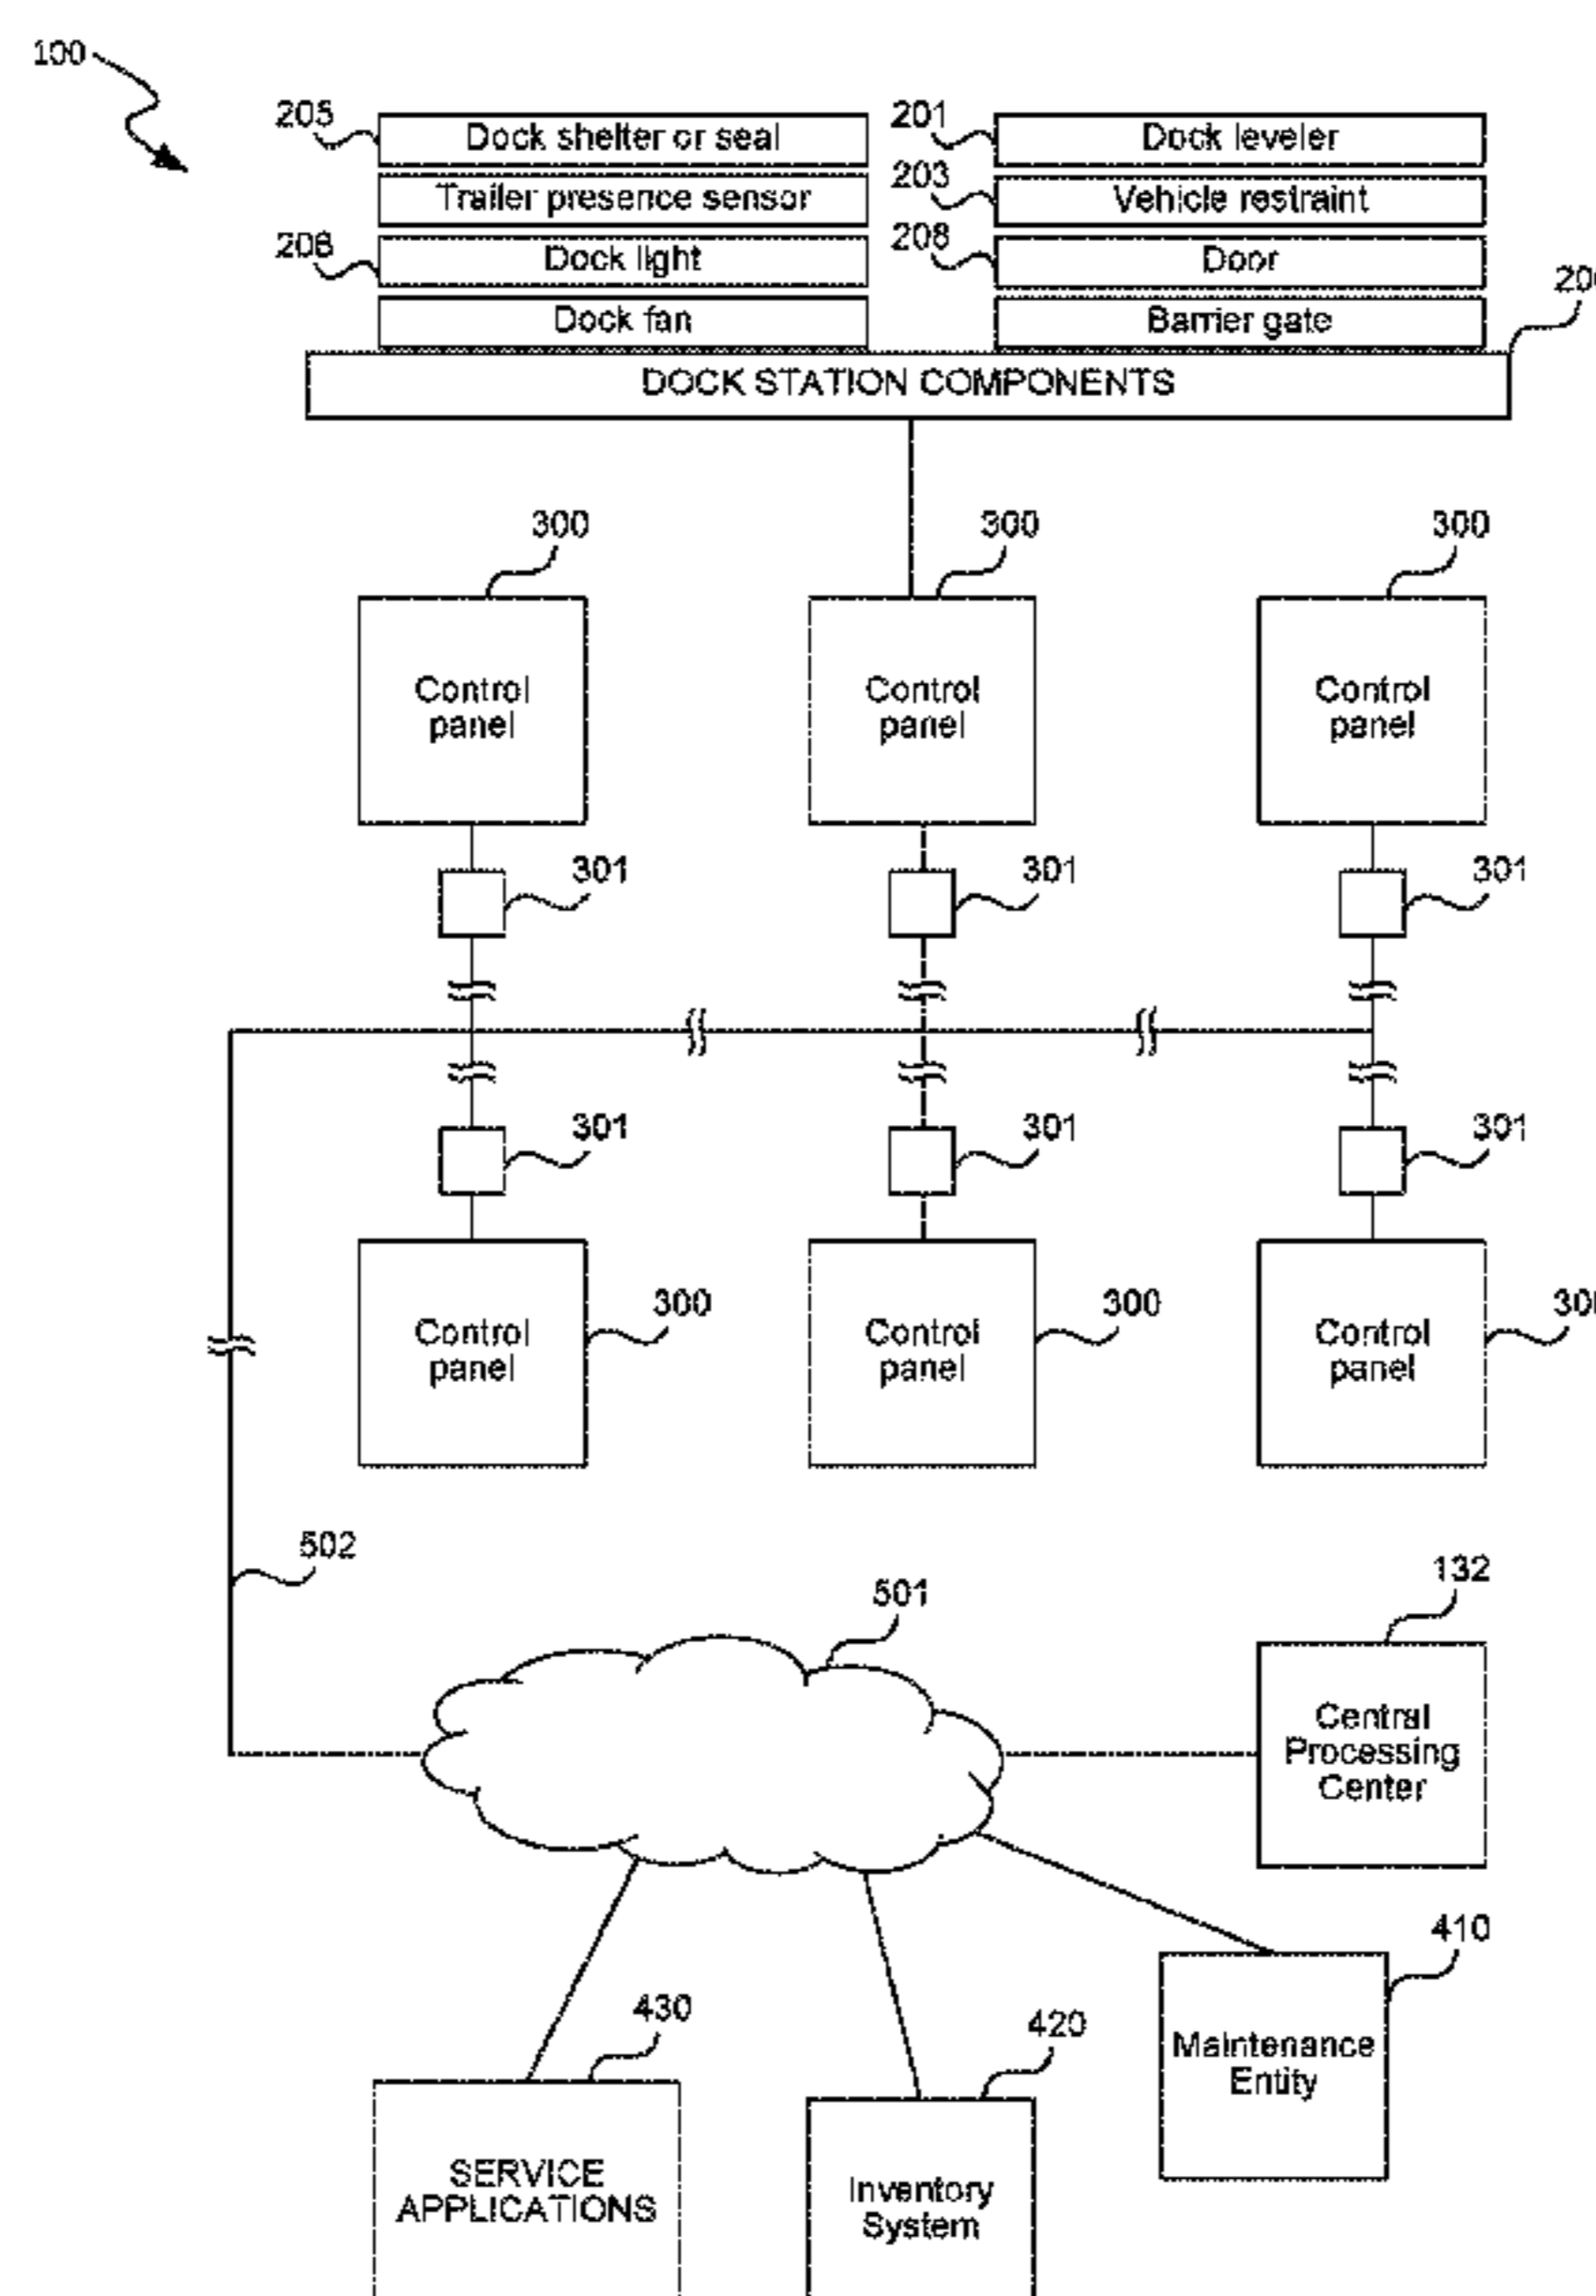 100
205 Dock shelter or seal
201 Dock leveler
Trailer presence sensor
203 Vehicle restraint
206 Dock light
208 Door
Dock fan
Barrier gate
DOCK STATION COMPONENTS
300
300
300
Control
panel
Control
panel
Control
panel
301
301
301
301
301
301
Control
panel
300
Control
panel
300
Control
panel
502
501
132
Central
Processing
Center
410
Maintenance
Entity
430
SERVICE
APPLICATIONS
420
Inventory
System